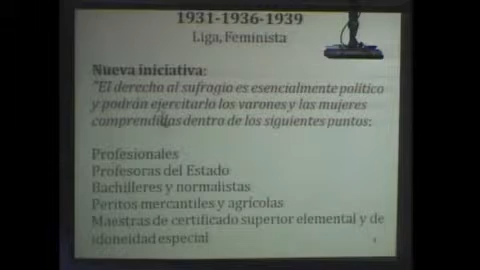 1931-1936-1939
Liga, Feminista
Nueva iniciativa:
"El derecho al sufragio es esencialmente político
y podrán ejercitarlo los varones y las mujeres
comprendidas dentro de los siguientes puntos:
Profesionales
Profesoras del Estado
Bachilleres y normalistas
Peritos mercantiles y agrícolas
Maestras de certificado superior elemental y de
idoneidad especial